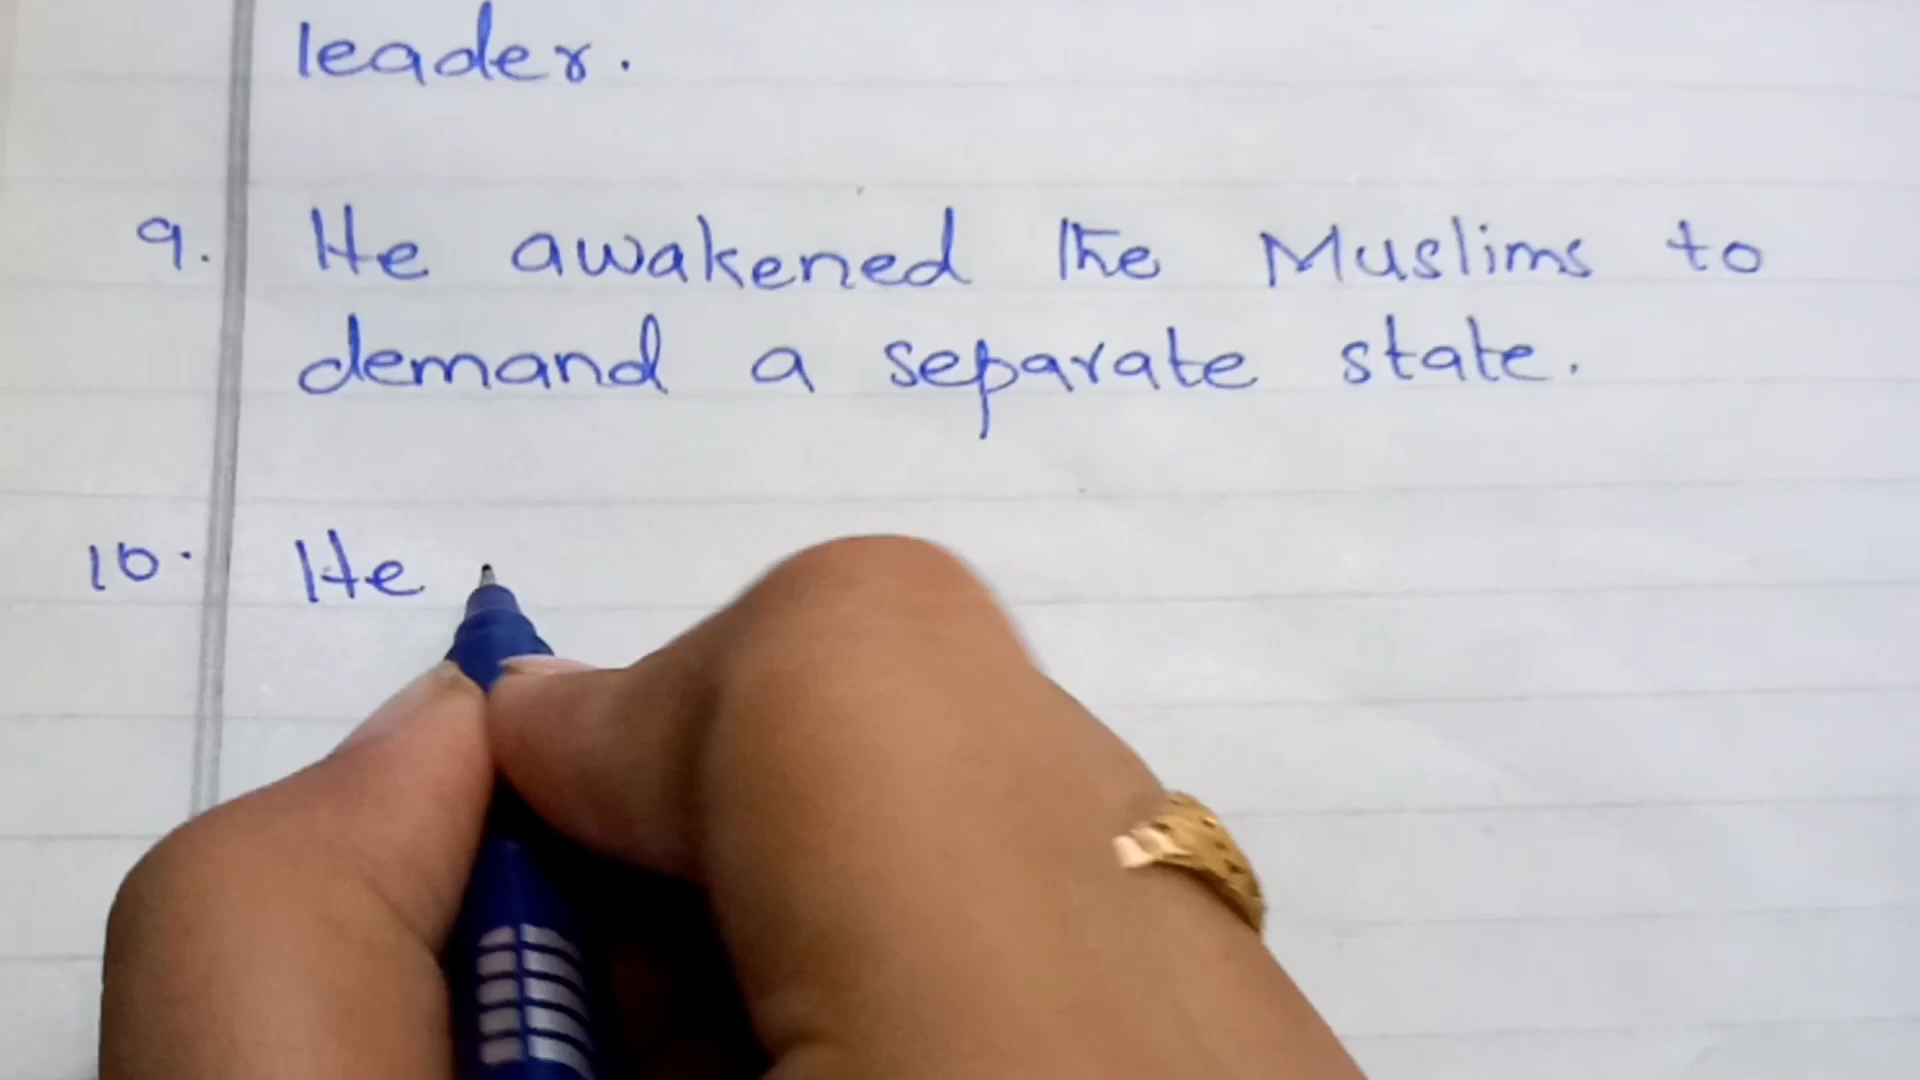 leader.
9. He awakened the Muslims to
demand a separate state.
10. He